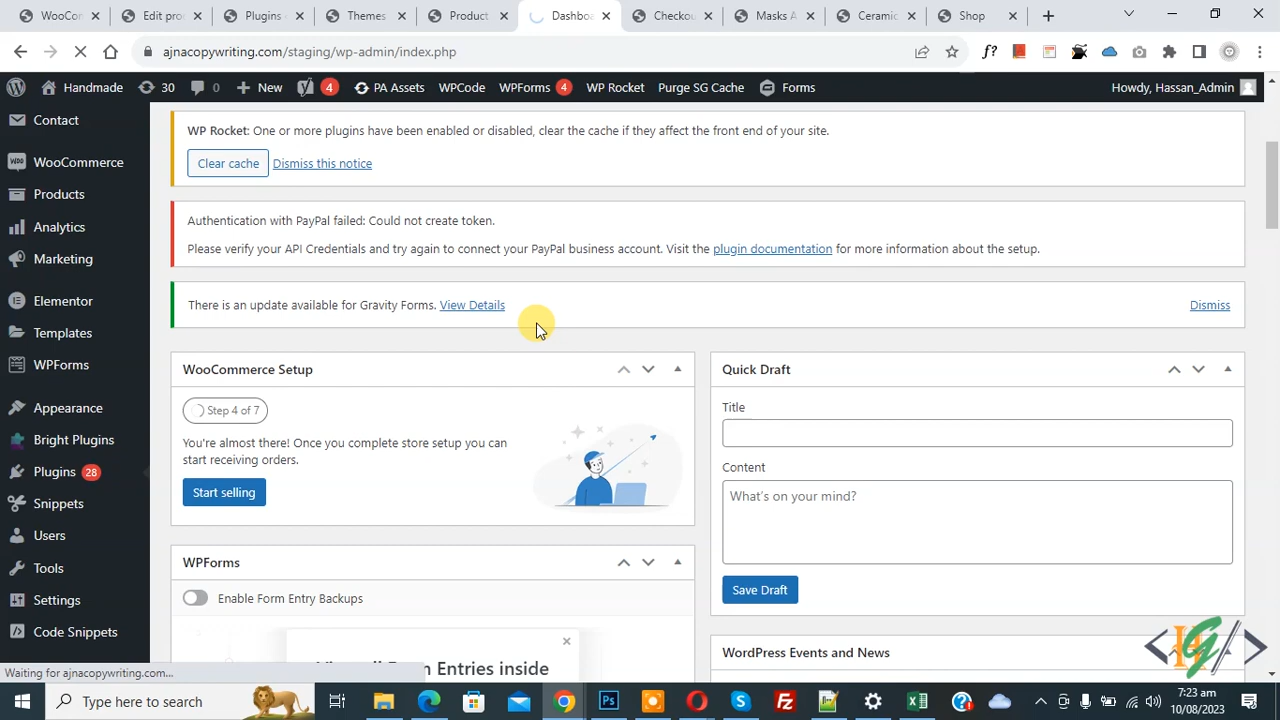 WooCo
Edit pro
Plugins
Themes
Product
Dashbo
Checkou
Masks A
Ceramic
Shop
ajnacopywriting.com/staging/wp-admin/index.php
Handmade
30
0
New
4
PA Assets
WPCode
WPForms 4
WP Rocket
Purge SG Cache
Forms
Howdy, Hassan_Admin
Contact
WooCommerce
Products
Analytics
Marketing
Elementor
Templates
WPForms
Appearance
Bright Plugins
Plugins 28
Snippets
Users
Tools
Settings
Code Snippets
WP Rocket: One or more plugins have been enabled or disabled, clear the cache if they affect the front end of your site.
Clear cache Dismiss this notice
Authentication with PayPal failed: Could not create token.
Please verify your API Credentials and try again to connect your PayPal business account. Visit the plugin documentation for more information about the setup.
There is an update available for Gravity Forms. View Details
Dismiss
WooCommerce Setup
Step 4 of 7
You're almost there! Once you complete store setup you can
start receiving orders.
Start selling
WPForms
Enable Form Entry Backups
Entries inside
Quick Draft
Title
Content
What's on your mind?
Save Draft
WordPress Events and News
Waiting for ajnacopywriting.com...
Type here to search
7:23 am
10/08/2023